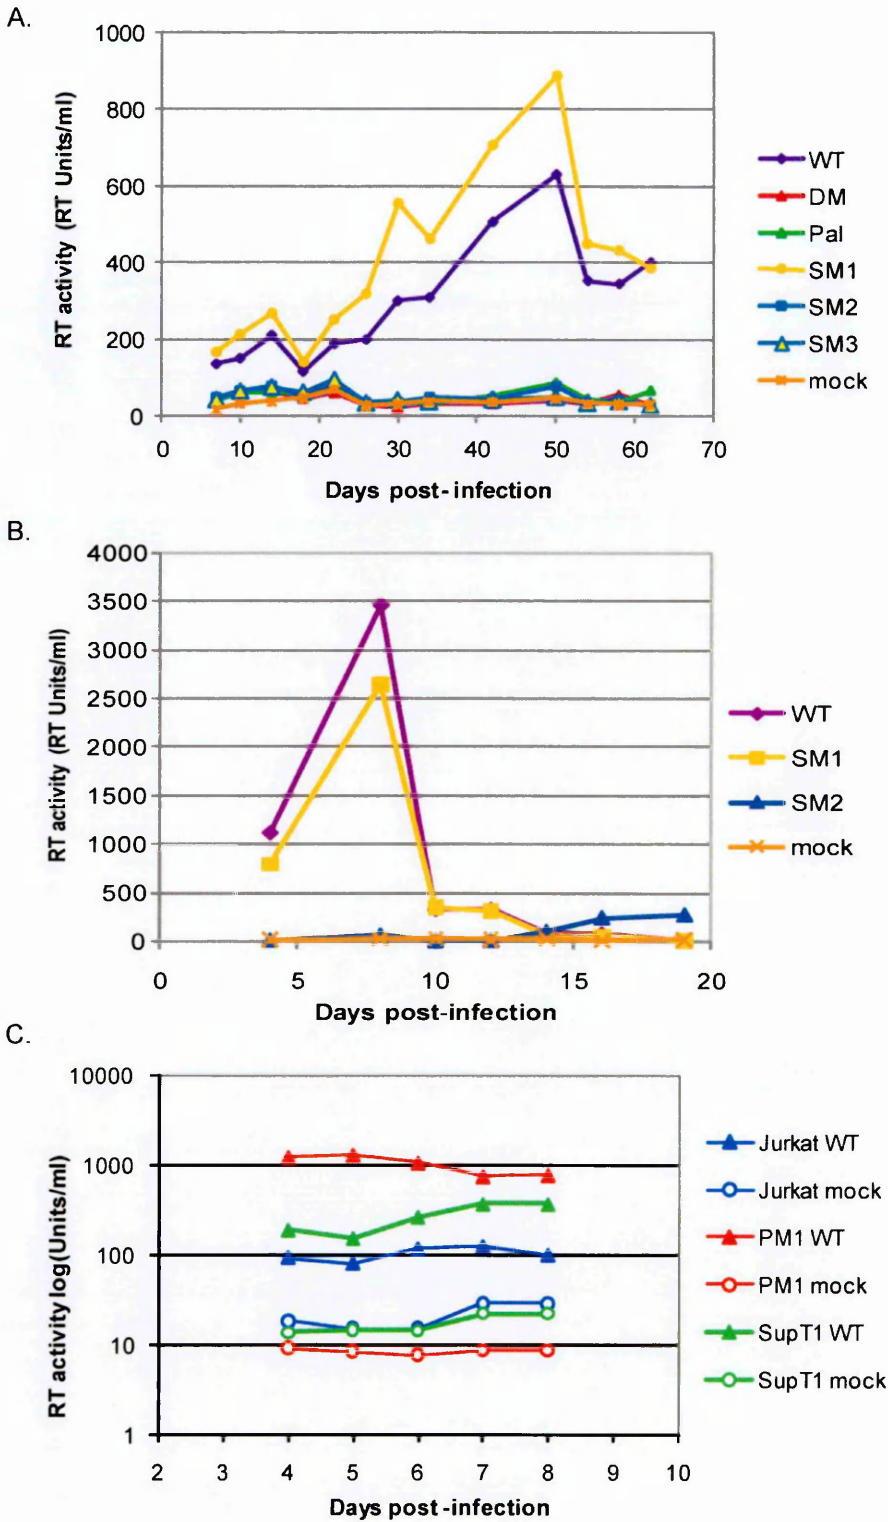 A.
RT activity (RT Units/ml)
1000
800
600
400
200
0
0 10 20 30 40 50 60 70
Days post-infection
WT
DM
Pal
SM1
SM2
SM3
mock
B.
RT activity (RT Units/ml)
4000
3500
3000
2500
2000
1500
1000
500
0
0 5 10 15 20
Days post-infection
WT
SM1
SM2
mock
C.
RT activity log(Units/ml)
10000
1000
100
10
1
2 3 4 5 6 7 8 9 10
Days post-infection
Jurkat WT
Jurkat mock
PM1 WT
PM1 mock
SupT1 WT
SupT1 mock